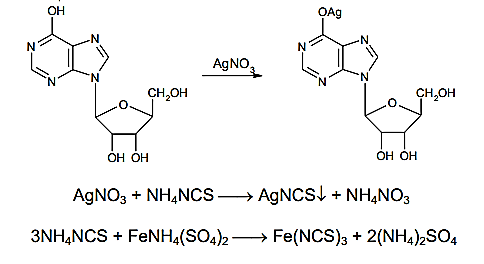 OH
OAg
N
N
N
N
AgNO₃
N
N
N
N
O
CH₂OH
O
CH₂OH
OH OH
OH OH
AgNO₃ + NH₄NCS ⟶ AgNCS↓ + NH₄NO₃
3NH₄NCS + FeNH₄(SO₄)₂ ⟶ Fe(NCS)₃ + 2(NH₄)₂SO₄